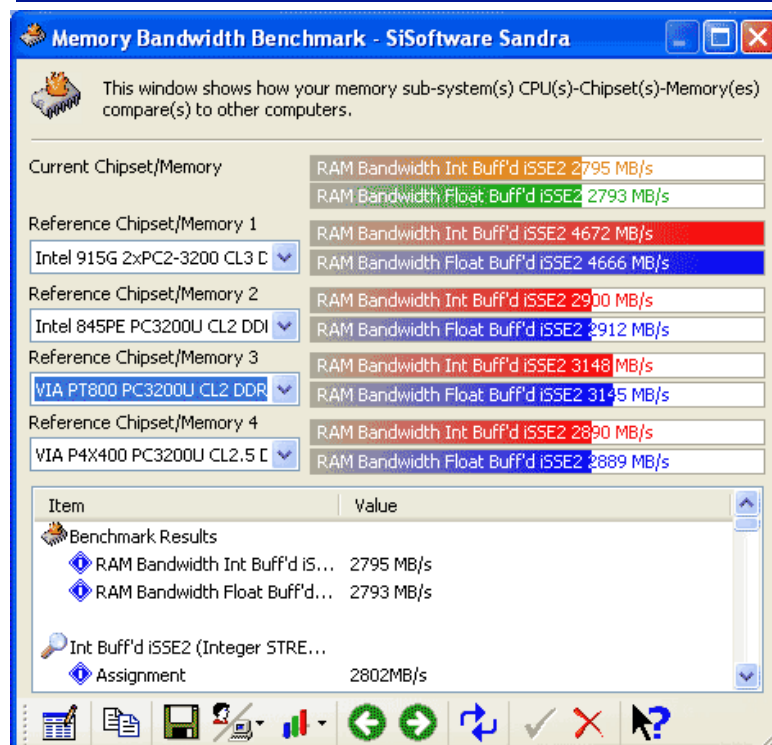 Memory Bandwidth Benchmark - SiSoftware Sandra
This window shows how your memory sub-system(s) CPU(s)-Chipset(s)-Memory(es)
compare(s) to other computers.
Current Chipset/Memory
RAM Bandwidth Int Buff'd iSSE2 2795 MB/s
RAM Bandwidth Float Buff'd iSSE2 2793 MB/s
Reference Chipset/Memory 1
RAM Bandwidth Int Buff'd iSSE2 4672 MB/s
Intel 915G 2xPC2-3200 CL3 D
RAM Bandwidth Float Buff'd iSSE2 4666 MB/s
Reference Chipset/Memory 2
RAM Bandwidth Int Buff'd iSSE2 2900 MB/s
Intel 845PE PC3200U CL2 DDI
RAM Bandwidth Float Buff'd iSSE2 2912 MB/s
Reference Chipset/Memory 3
RAM Bandwidth Int Buff'd iSSE2 3148 MB/s
VIA PT800 PC3200U CL2 DDR
RAM Bandwidth Float Buff'd iSSE2 3145 MB/s
Reference Chipset/Memory 4
RAM Bandwidth Int Buff'd iSSE2 2890 MB/s
VIA P4X400 PC3200U CL2.5 D
RAM Bandwidth Float Buff'd iSSE2 2889 MB/s
Item Value
Benchmark Results
RAM Bandwidth Int Buff'd iS... 2795 MB/s
RAM Bandwidth Float Buff'd... 2793 MB/s
Int Buff'd iSSE2 (Integer STRE...
Assignment 2802MB/s